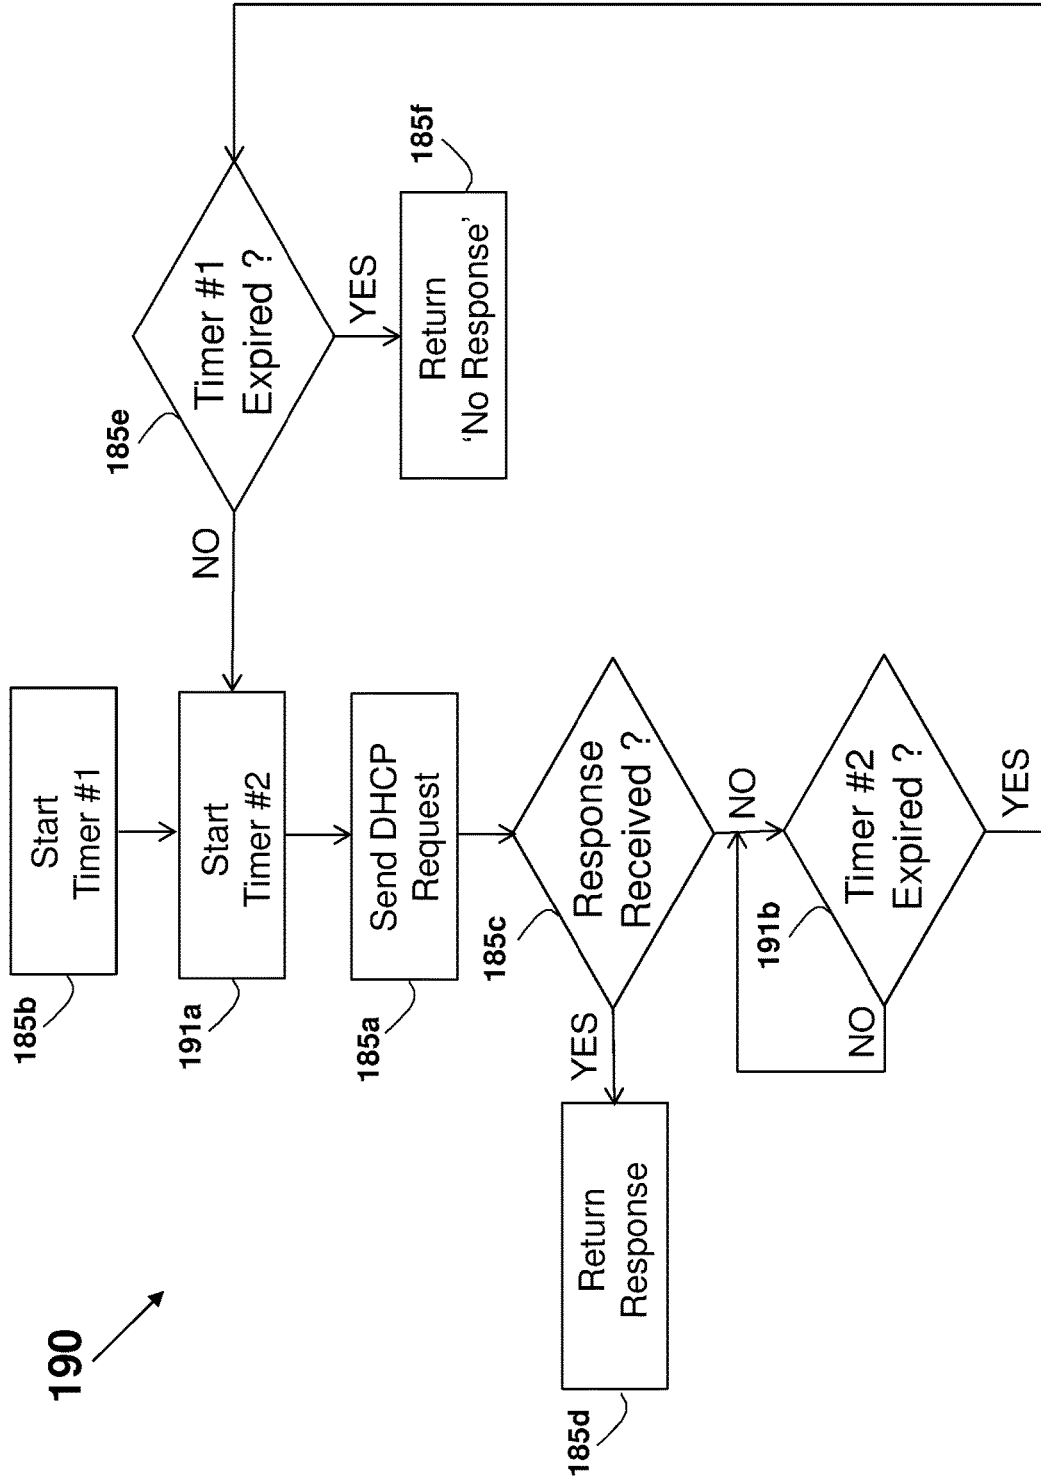 190
185b
Start
Timer #1
191a
Start
Timer #2
185a
Send DHCP
Request
185c
Response
Received ?
YES
185d
Return
Response
NO
191b
Timer #2
Expired ?
NO
YES
185e
Timer #1
Expired ?
NO
YES
185f
Return
‘No Response’